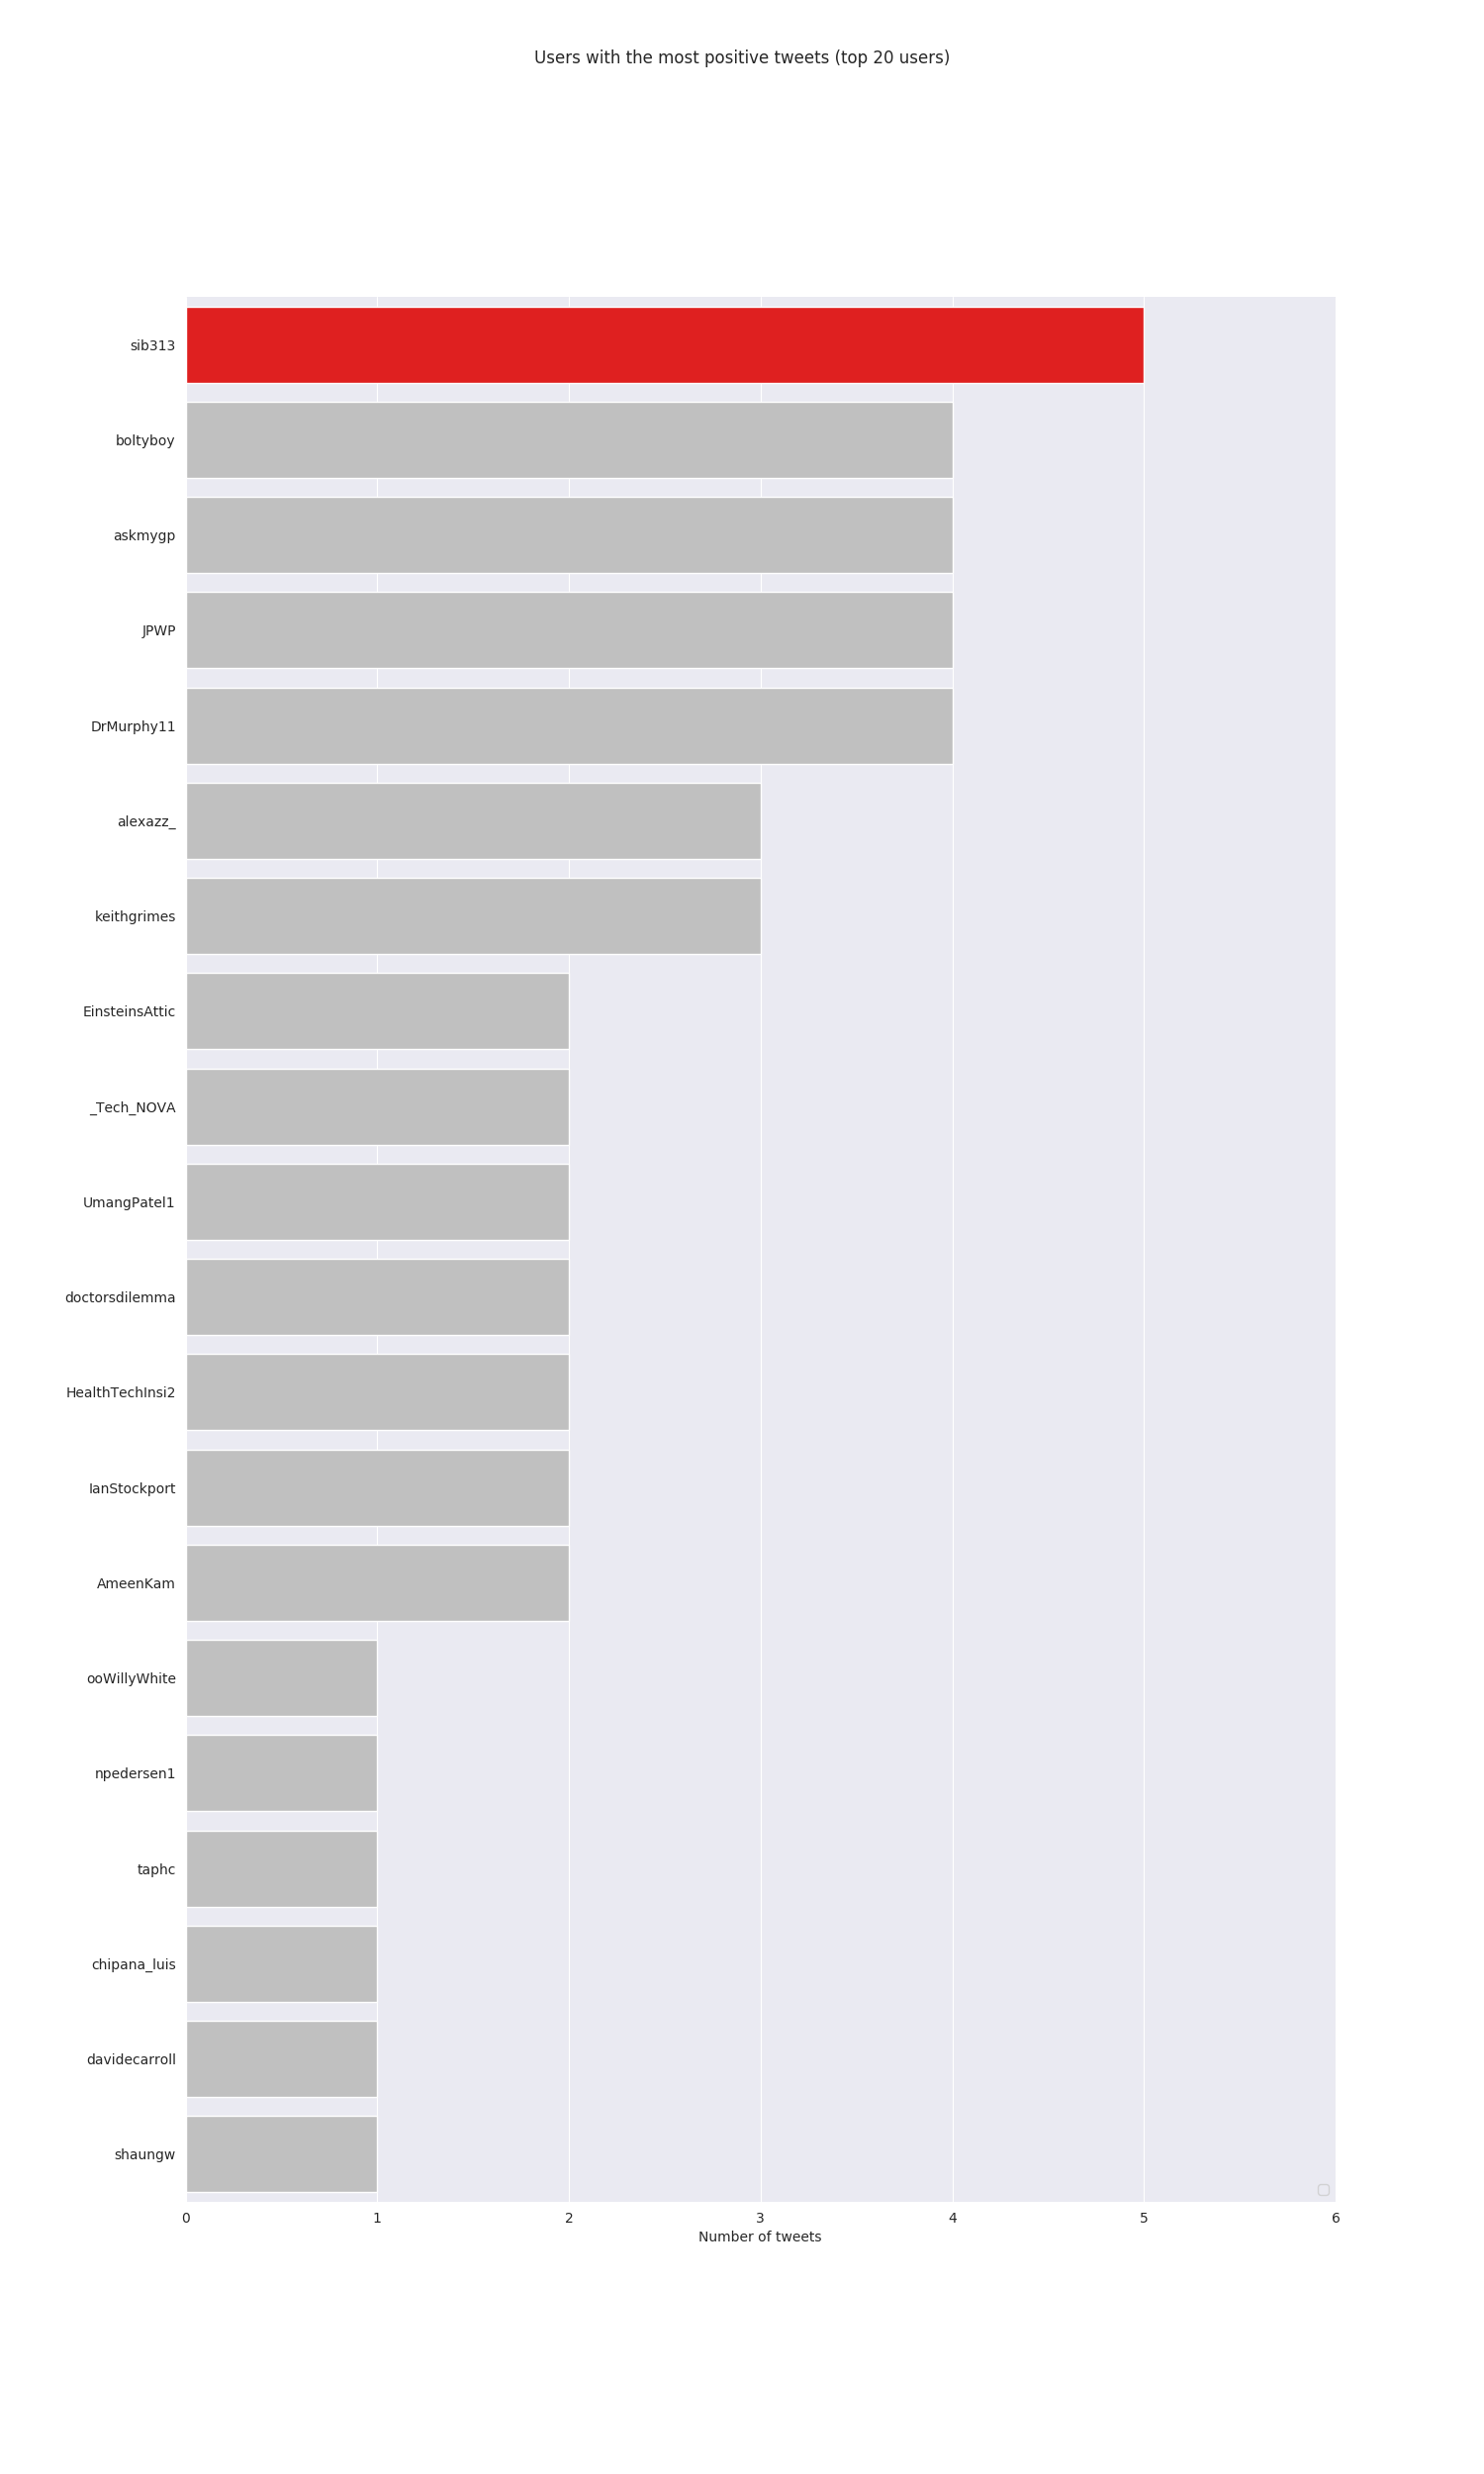 Users with the most positive tweets (top 20 users)
sib313
boltyboy
askmygp
JPWP
DrMurphy11
alexazz_
keithgrimes
EinsteinsAttic
_Tech_NOVA
UmangPatel1
doctorsdilemma
HealthTechInsi2
IanStockport
AmeenKam
ooWillyWhite
npedersen1
taphc
chipana_luis
davidecarroll
shaungw
0 1 2 3 4 5 6
Number of tweets